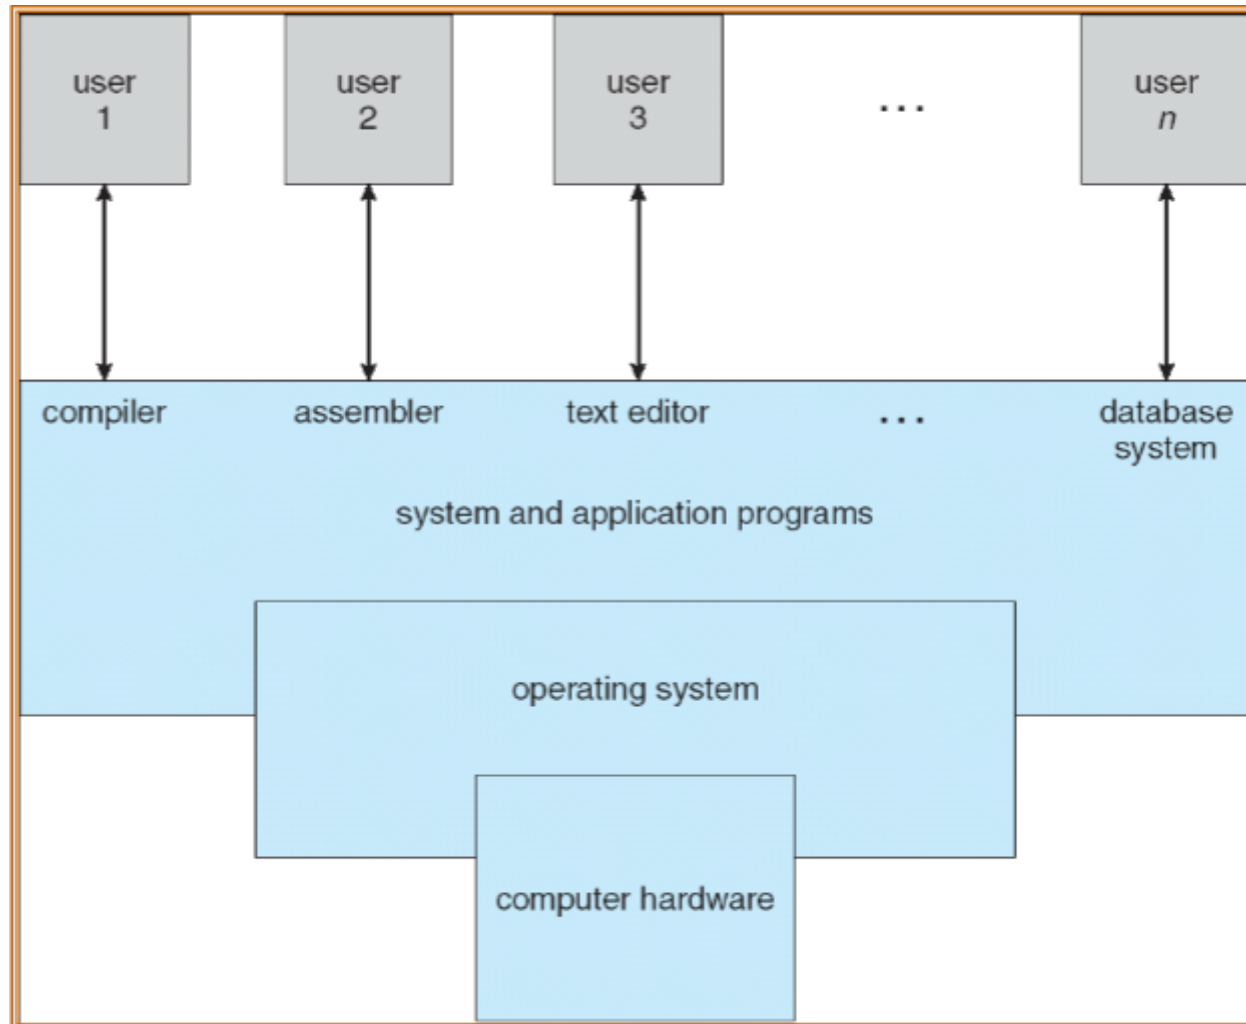 user
1
user
2
user
3
...
user
n
compiler
assembler
text editor
...
database
system
system and application programs
operating system
computer hardware